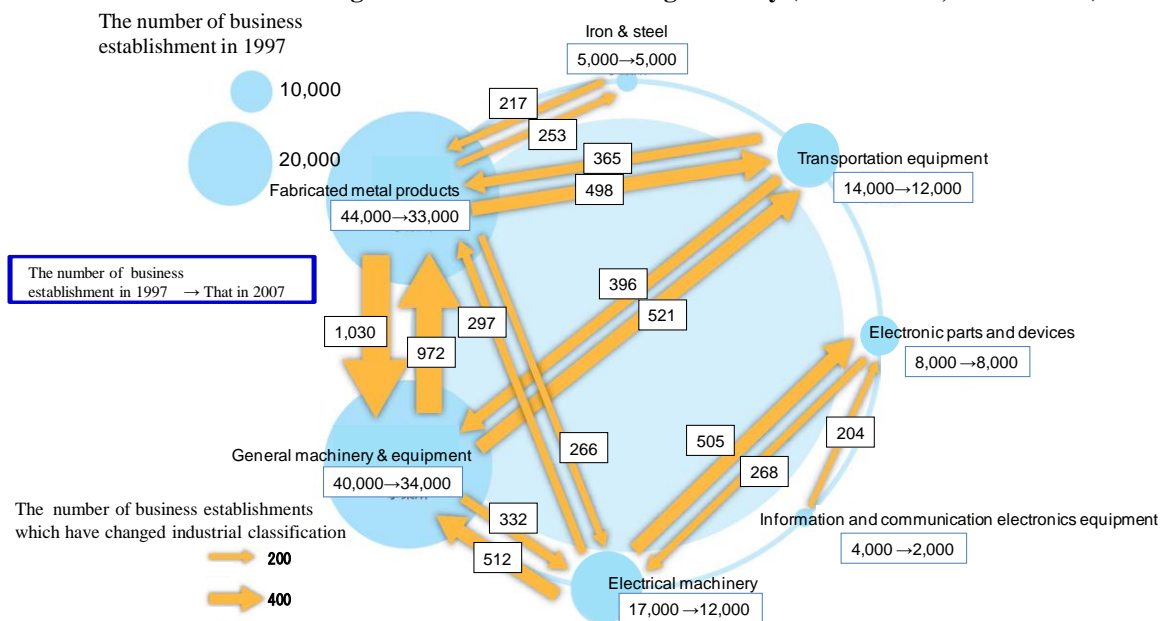 The number of business
establishment in 1997
10,000
20,000
Iron & steel
5,000→5,000
217
253
365
498
Transportation equipment
14,000→12,000
Fabricated metal products
44,000→33,000
The number of business
establishment in 1997 → That in 2007
396
521
1,030
972
297
Electronic parts and devices
8,000→8,000
505
268
204
266
General machinery & equipment
40,000→34,000
The number of business establishments
which have changed industrial classification
200
400
332
512
Information and communication electronics equipment
4,000→2,000
Electrical machinery
17,000→12,000